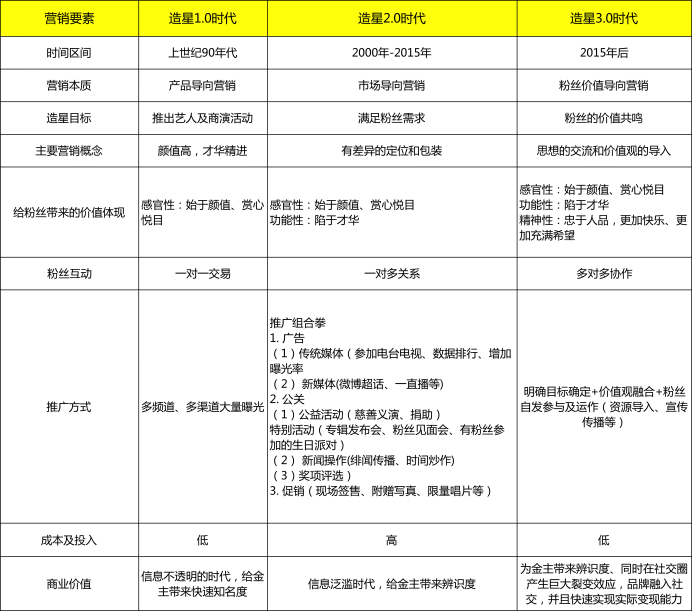 营销要素 造星1.0时代 造星2.0时代 造星3.0时代
时间区间 上世纪90年代 2000年-2015年 2015年后
营销本质 产品导向营销 市场导向营销 粉丝价值导向营销
造星目标 推出艺人及商演活动 满足粉丝需求 粉丝的价值共鸣
主要营销概念 颜值高，才华精进 有差异的定位和包装 思想的交流和价值观的导入
给粉丝带来的价值体现
感官性：始于颜值、赏心
悦目
感官性：始于颜值、赏心悦目
功能性：陷于才华
感官性：始于颜值、赏心悦目
功能性：陷于才华
精神性：忠于人品，更加快乐、更
加充满希望
粉丝互动 一对一交易 一对多关系 多对多协作
推广方式
多频道、多渠道大量曝光
推广组合拳
1. 广告
（1）传统媒体（参加电台电视、数据排行、增加
曝光率
（2） 新媒体(微博超话、一直播等)
2. 公关
（1）公益活动（慈善义演、捐助）
特别活动（专辑发布会、粉丝见面会、有粉丝参
加的生日派对）
（2） 新闻操作(绯闻传播、时间炒作)
（3）奖项评选）
3. 促销（现场签售、附赠写真、限量唱片等）
明确目标确定+价值观融合+粉丝
自发参与及运作（资源导入、宣传
传播等）
成本及投入 低 高 低
商业价值
信息不透明的时代，给金
主带来快速知名度
信息泛滥时代，给金主带来辨识度
为金主带来辨识度、同时在社交圈
产生巨大裂变效应，品牌融入社
交，并且快速实现实际变现能力